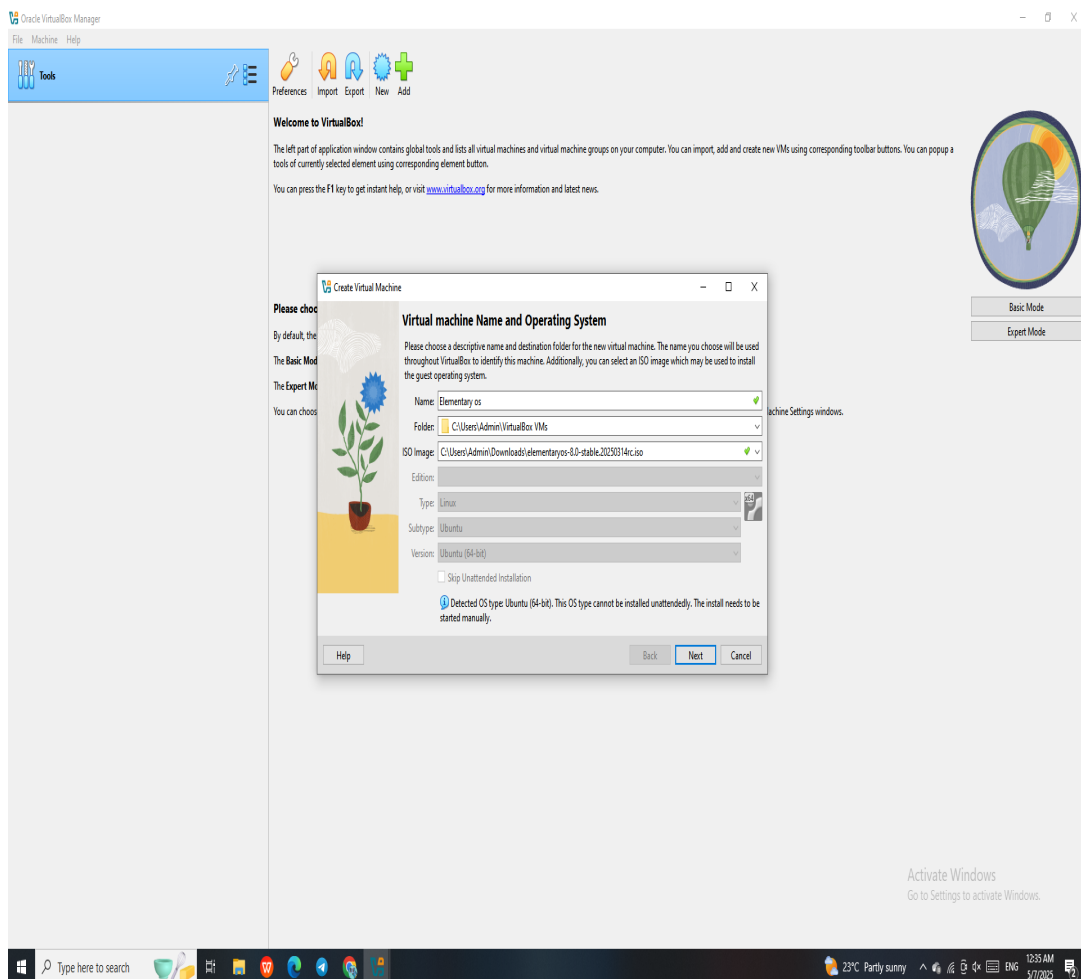 Oracle VirtualBox Manager
File Machine Help
Tools
Preferences Import Export New Add
Welcome to VirtualBox!
The left part of application window contains global tools and lists all virtual machines and virtual machine groups on your computer. You can import, add and create new VMs using corresponding toolbar buttons. You can popup a
tools of currently selected element using corresponding element button.
You can press the F1 key to get instant help, or visit www.virtualbox.org for more information and latest news.
Please choo
By default, the
The Basic Mod
The Expert Mo
You can choos
achine Settings windows.
Basic Mode
Expert Mode
Create Virtual Machine
Virtual machine Name and Operating System
Please choose a descriptive name and destination folder for the new virtual machine. The name you choose will be used
throughout VirtualBox to identify this machine. Additionally, you can select an ISO image which may be used to install
the guest operating system.
Name: Elementary os
Folder: C:\Users\Admin\VirtualBox VMs
ISO Image: C:\Users\Admin\Downloads\elementaryos-8.0-stable.20250314rc.iso
Edition:
Type: Linux
64
Subtype: Ubuntu
Version: Ubuntu (64-bit)
Skip Unattended Installation
Detected OS type: Ubuntu (64-bit). This OS type cannot be installed unattendedly. The install needs to be
started manually.
Help Back Next Cancel
Activate Windows
Go to Settings to activate Windows.
Type here to search
23°C Partly sunny
ENG
12:35 AM
5/7/2025
2